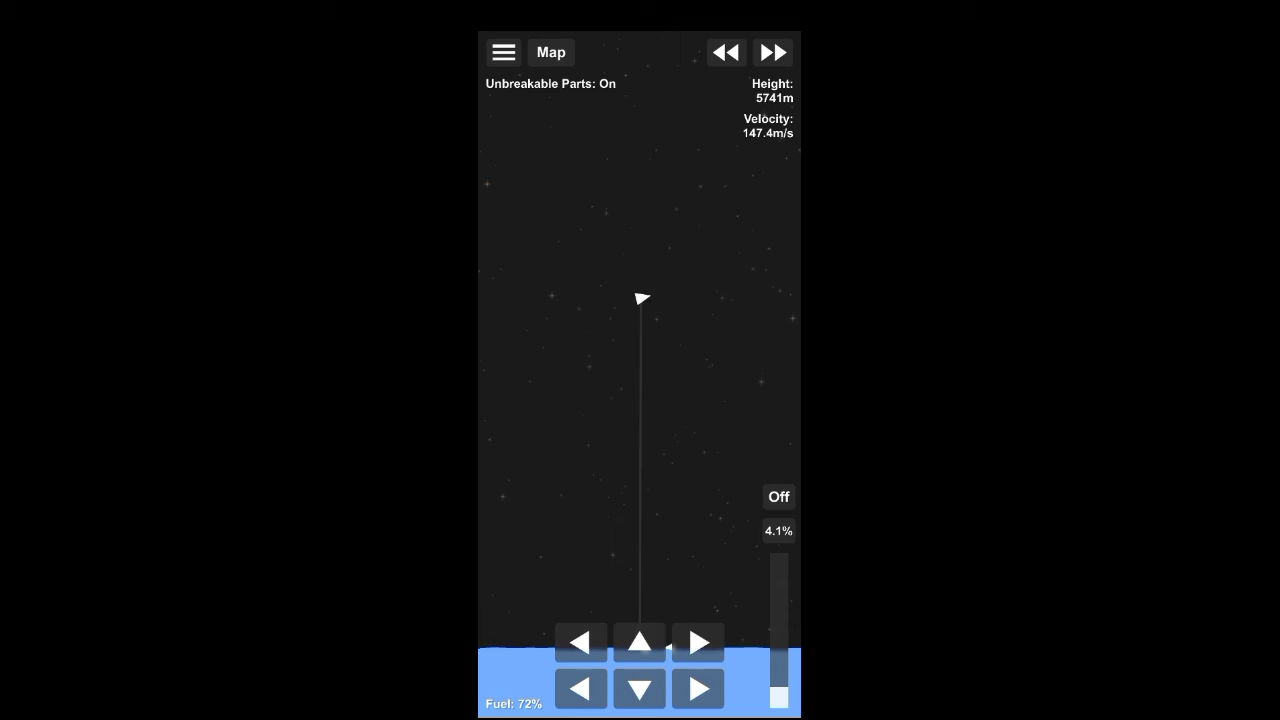 Map
Unbreakable Parts: On
Height:
5741m
Velocity:
147.4m/s
Off
4.1%
Fuel: 72%